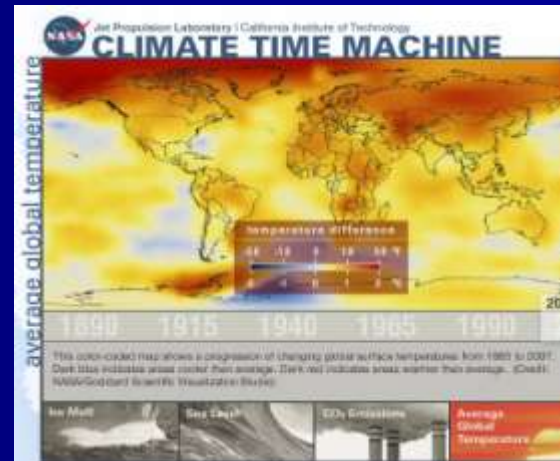 NASA
Jet Propulsion Laboratory | California Institute of Technology
CLIMATE TIME MACHINE
average global temperature
temperature difference
1890 1915 1940 1965 1990
This color-coded map shows a progression of changing global surface temperatures from
Dark blue indicates areas cooler than average. Dark red indicates areas warmer than average. (Credit:
NASA/Goddard Scientific Visualization Studio)
Ice Melt
Sea Level
CO₂ Emissions
Average
Global
Temperature